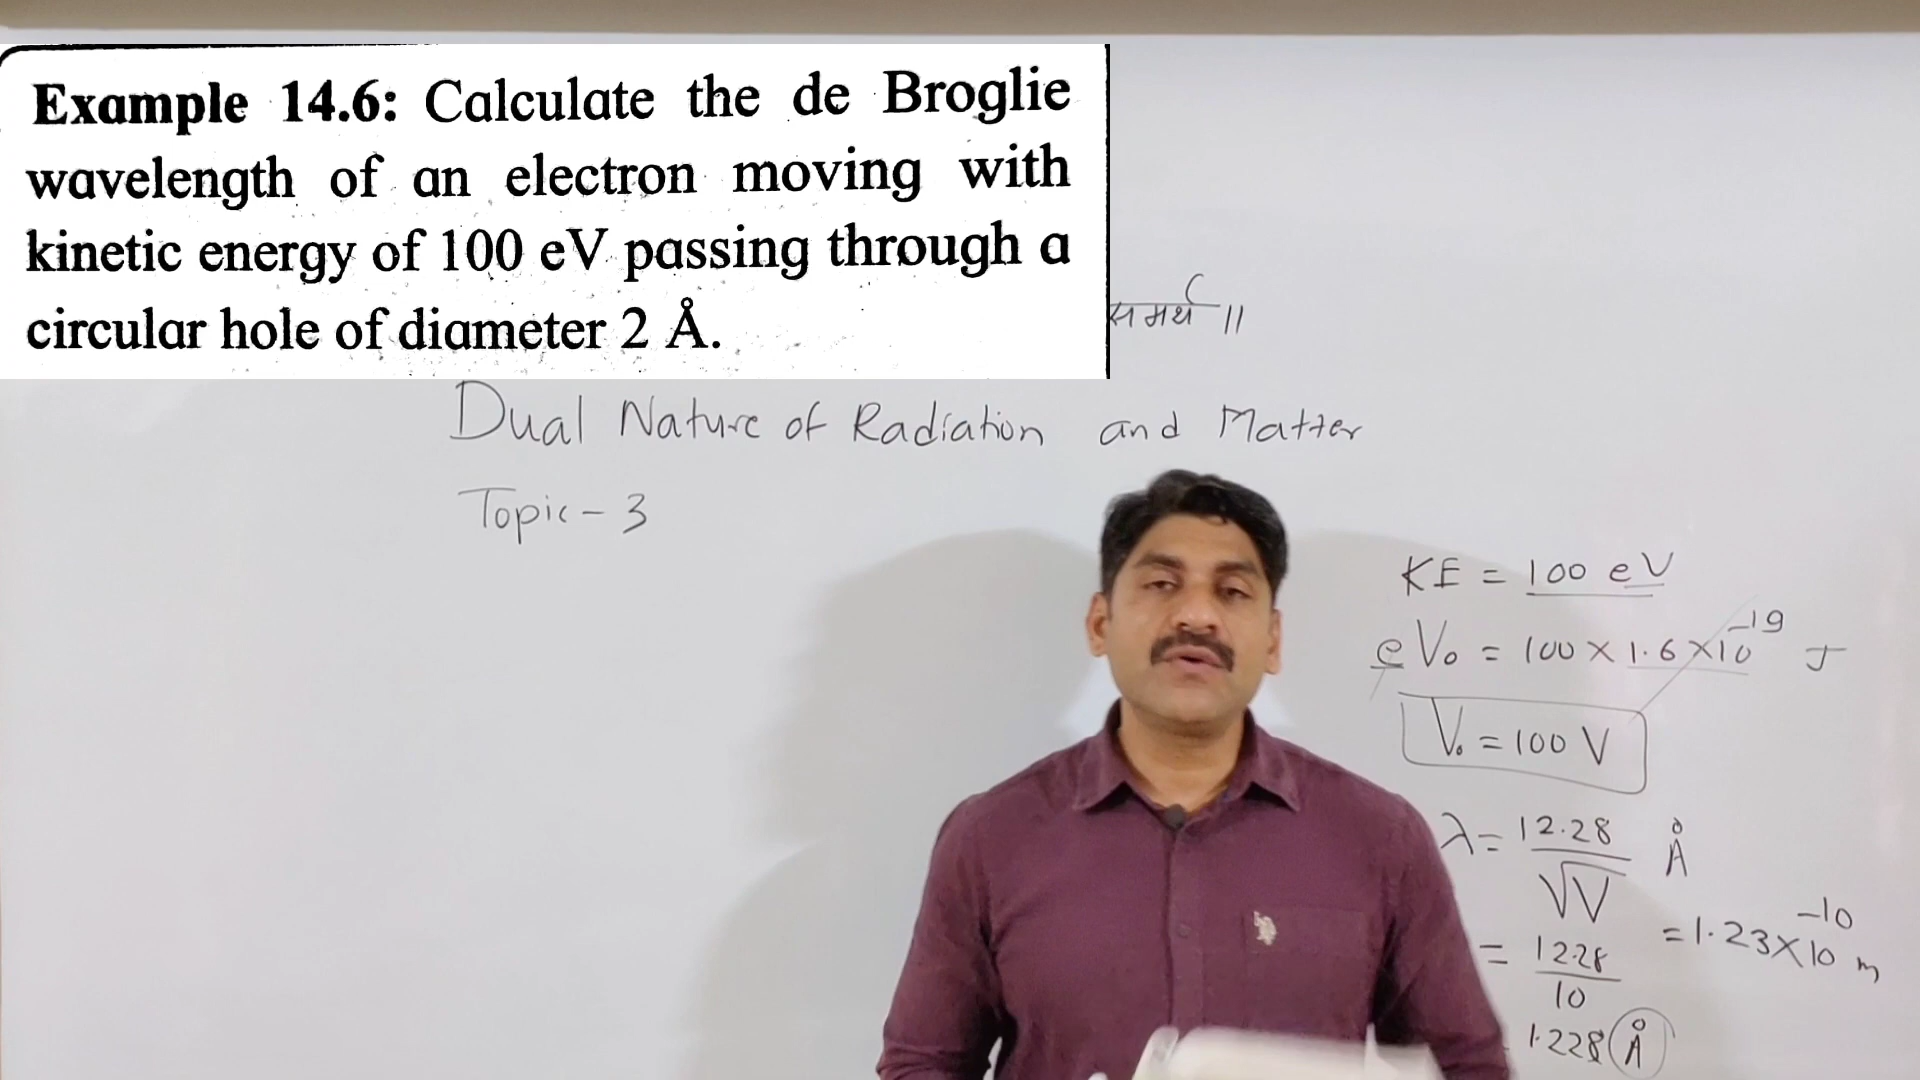 Example 14.6: Calculate the de Broglie
wavelength of an electron moving with
kinetic energy of 100 eV passing through a
circular hole of diameter 2 Å.
समर्थ ॥
Dual Nature of Radiation and Matter
Topic - 3
KE = 100 eV
eV₀ = 100 × 1.6 × 10⁻¹⁹ J
V₀ = 100 V
λ = 12.28 / √V Å
= 12.28 / 10 = 1.23 × 10⁻¹⁰ m
1.228 Å